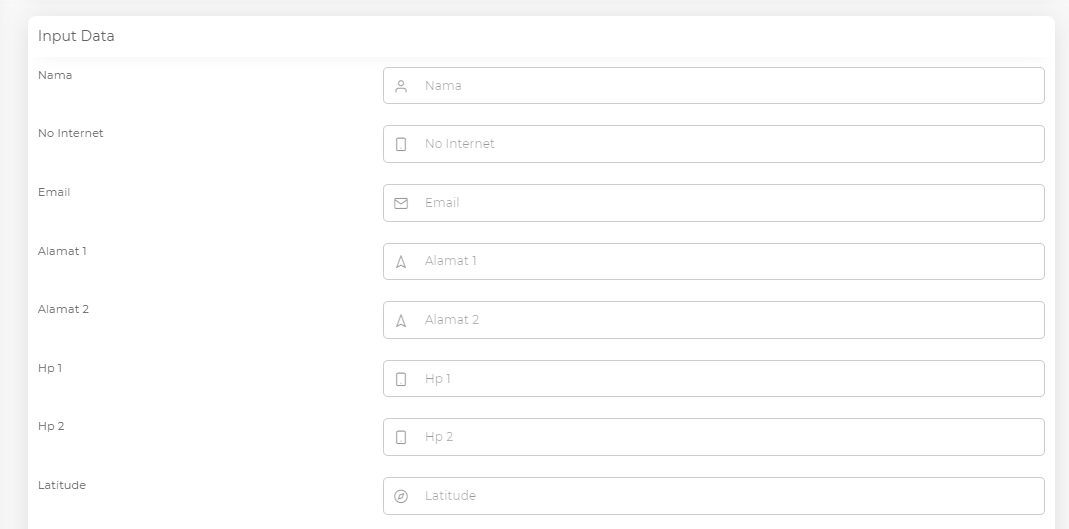 Input Data
Nama
Nama
No Internet
No Internet
Email
Email
Alamat 1
Alamat 1
Alamat 2
Alamat 2
Hp 1
Hp 1
Hp 2
Hp 2
Latitude
Latitude